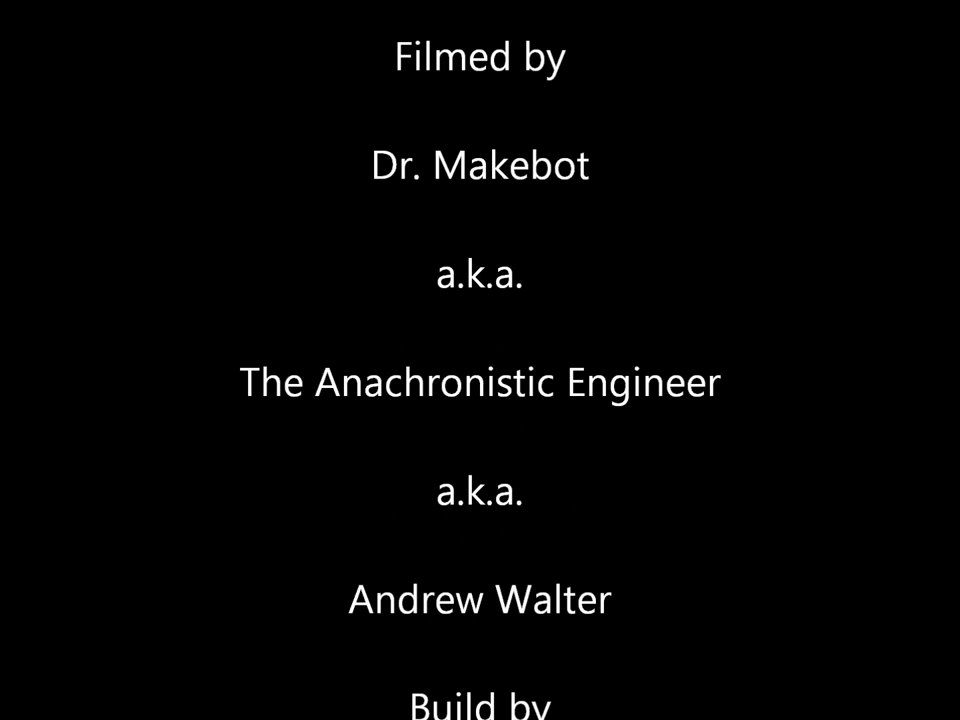 Filmed by
Dr. Makebot
a.k.a.
The Anachronistic Engineer
a.k.a.
Andrew Walter
Build by